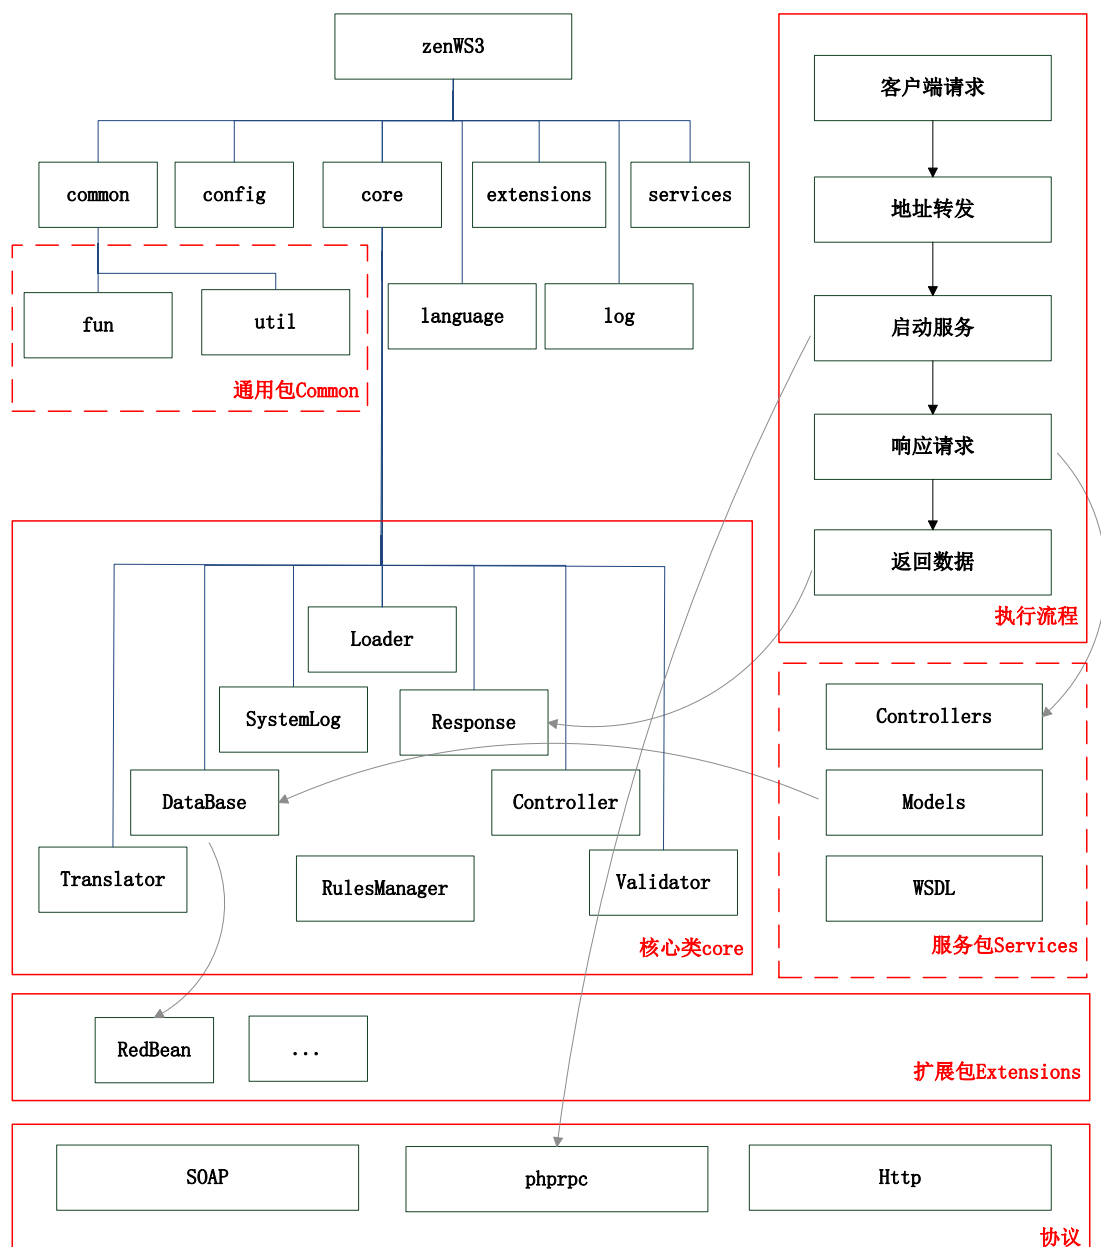 zenWS3
common
config
core
extensions
services
fun
util
language
log
通用包Common
客户端请求
地址转发
启动服务
响应请求
返回数据
执行流程
Loader
SystemLog
Response
DataBase
Controller
Translator
RulesManager
Validator
核心类core
Controllers
Models
WSDL
服务包Services
RedBean
...
扩展包Extensions
SOAP
phprpc
Http
协议